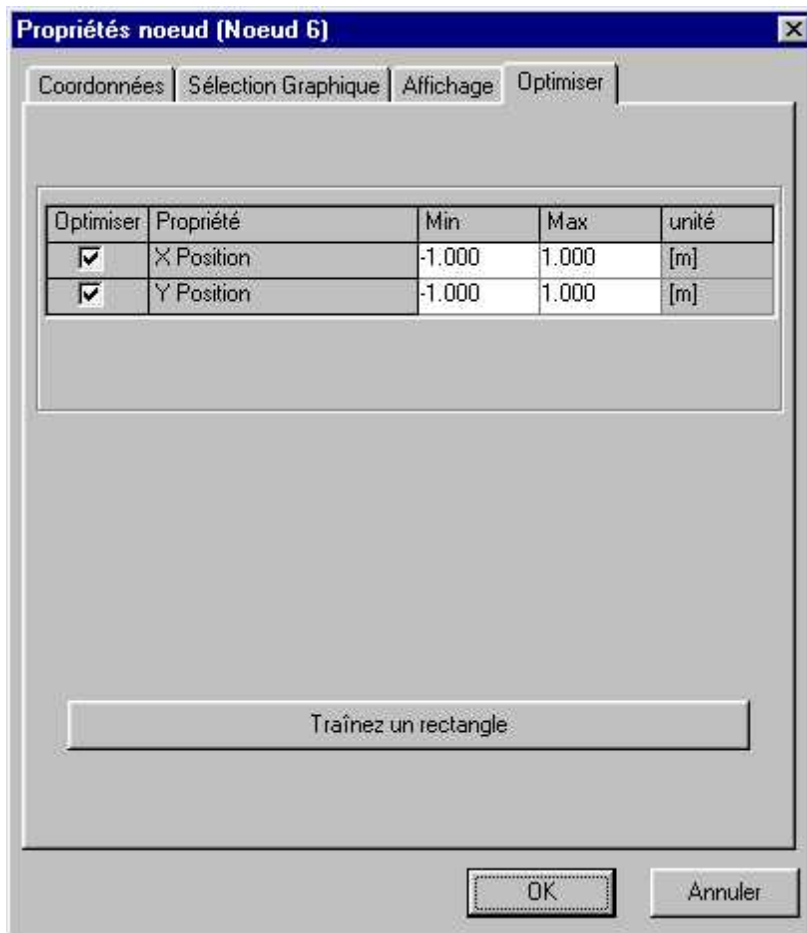 Propriétés noeud (Noeud 6)
Coordonnées Sélection Graphique Affichage Optimiser
Optimiser Propriété Min Max unité
X Position -1.000 1.000 [m]
Y Position -1.000 1.000 [m]
Traînez un rectangle
OK Annuler